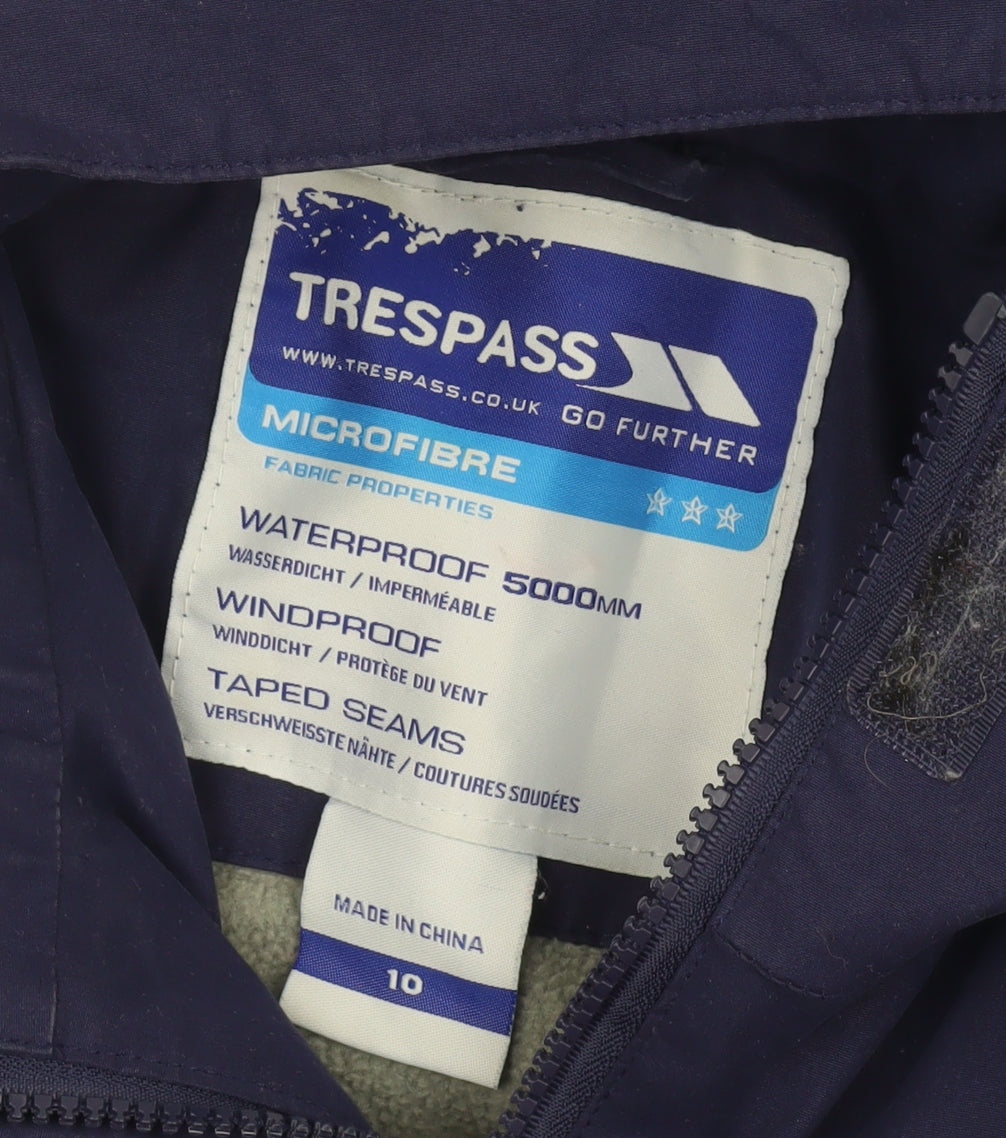 TRESPASS
WWW.TRESPASS.CO.UK GO FURTHER
MICROFIBRE
FABRIC PROPERTIES
WATERPROOF 5000MM
WASSERDICHT / IMPERMÉABLE
WINDPROOF
WINDDICHT / PROTÈGE DU VENT
TAPED SEAMS
VERSCHWEISSTE NÄHTE / COUTURES SOUDÉES
MADE IN CHINA
10